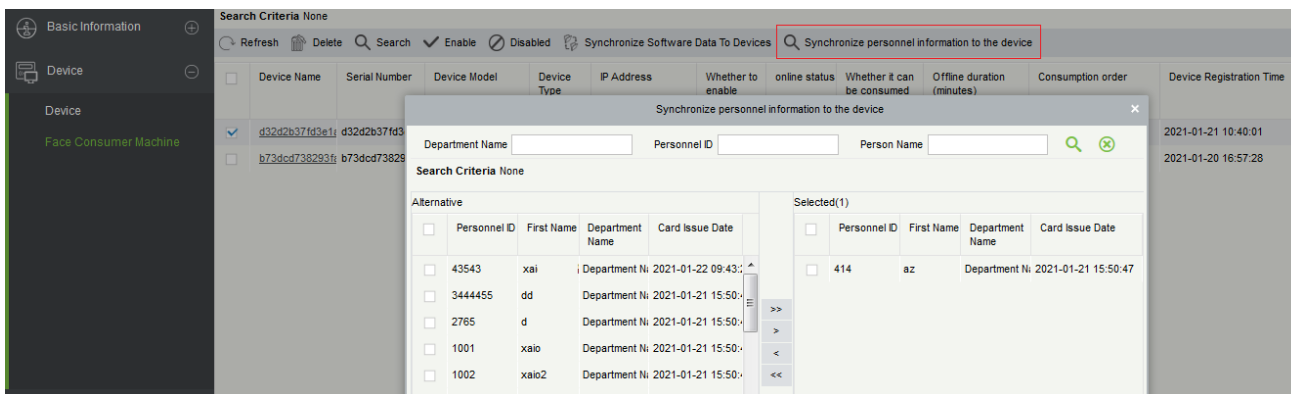 Basic Information
Device
Device
Face Consumer Machine
Search Criteria None
Refresh Delete Search Enable Disabled Synchronize Software Data To Devices Synchronize personnel information to the device
Device Name Serial Number Device Model Device Type IP Address Whether to enable online status Whether it can be consumed Offline duration (minutes) Consumption order Device Registration Time
d32d2b37fd3e1 d32d2b37fd3 2021-01-21 10:40:01
b73dcd738293f b73dcd73829 2021-01-20 16:57:28
Synchronize personnel information to the device
Department Name Personnel ID Person Name
Search Criteria None
Alternative
Personnel ID First Name Department Name Card Issue Date
43543 xai Department N 2021-01-22 09:43:
3444455 dd Department N 2021-01-21 15:50:
2765 d Department N 2021-01-21 15:50:
1001 xaio Department N 2021-01-21 15:50:
1002 xaio2 Department N 2021-01-21 15:50:
>>
>
<
<<
Selected(1)
Personnel ID First Name Department Name Card Issue Date
414 az Department N 2021-01-21 15:50:47